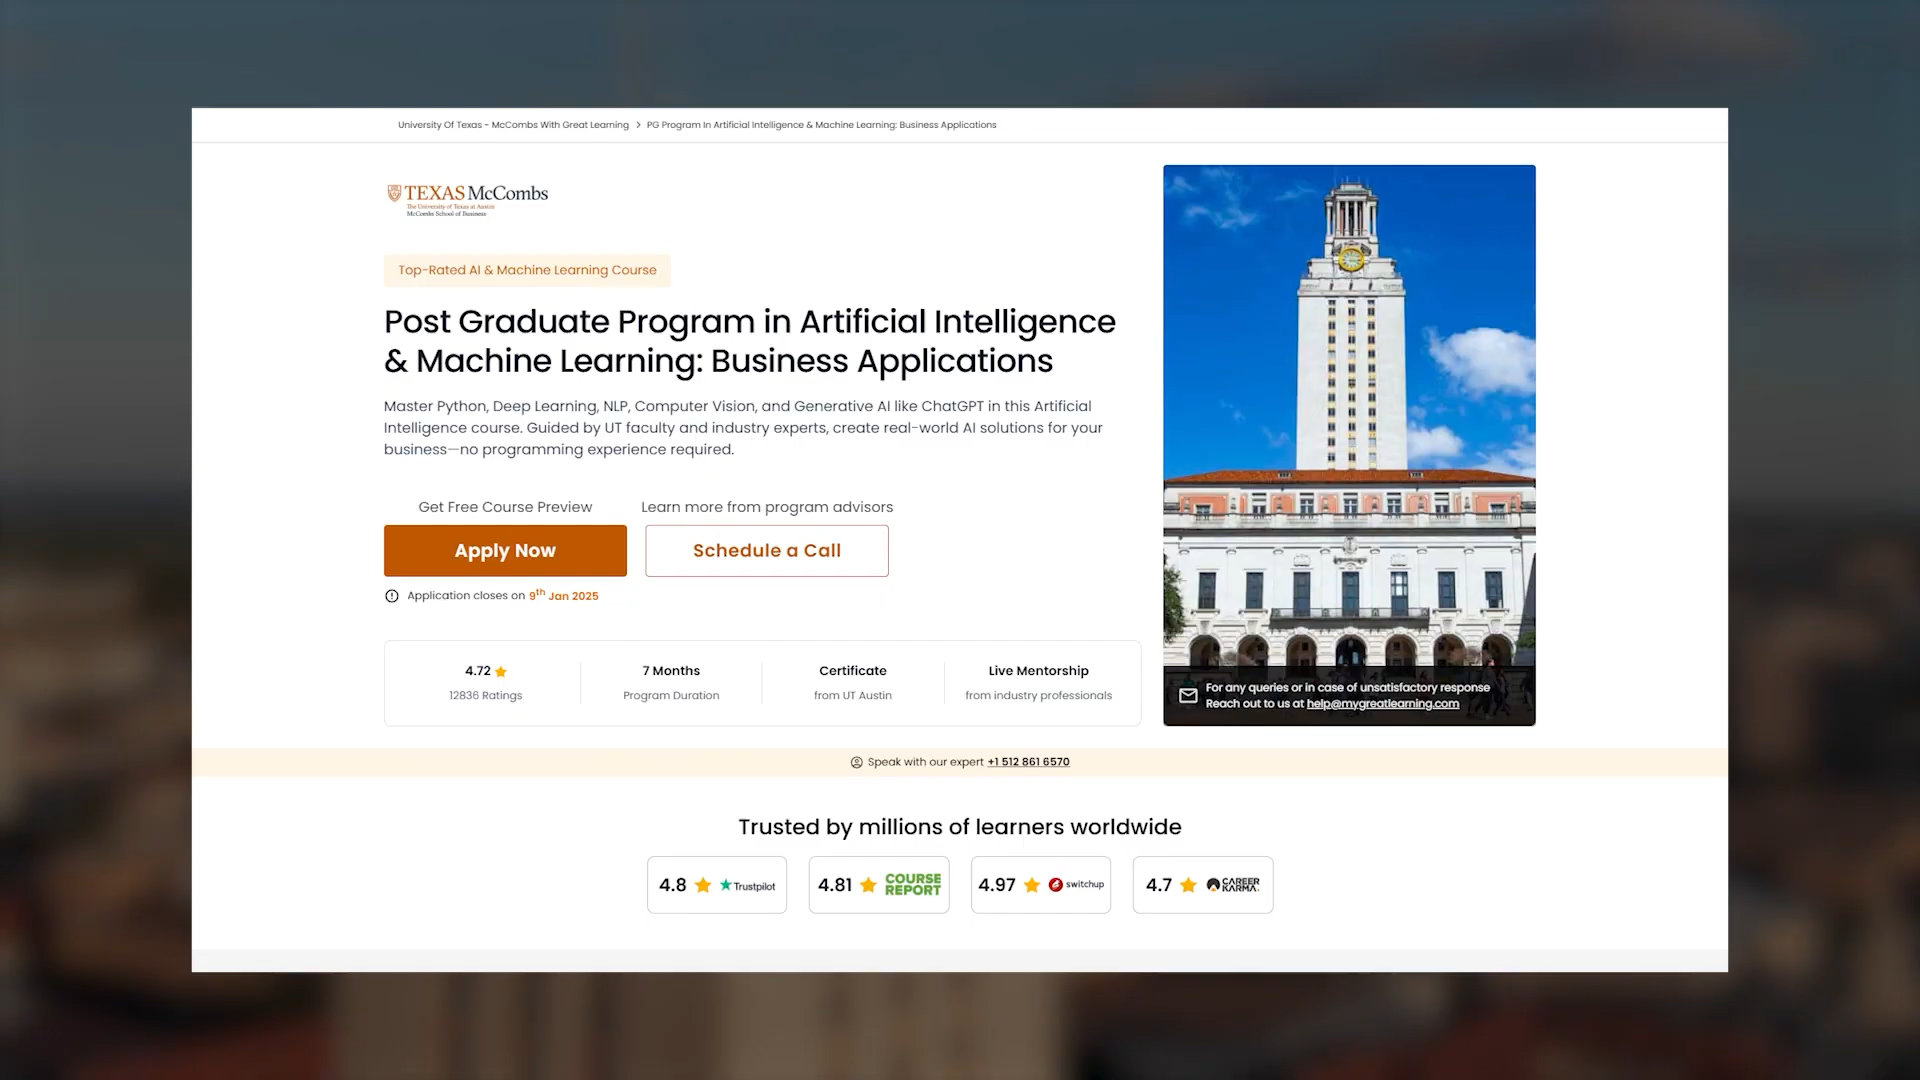 University Of Texas - McCombs With Great Learning > PG Program In Artificial Intelligence & Machine Learning: Business Applications
TEXAS McCombs
The University of Texas at Austin
McCombs School of Business
Top-Rated AI & Machine Learning Course
Post Graduate Program in Artificial Intelligence
& Machine Learning: Business Applications
Master Python, Deep Learning, NLP, Computer Vision, and Generative AI like ChatGPT in this Artificial
Intelligence course. Guided by UT faculty and industry experts, create real-world AI solutions for your
business—no programming experience required.
Get Free Course Preview
Apply Now
Learn more from program advisors
Schedule a Call
Application closes on 9th Jan 2025
4.72
12836 Ratings
7 Months
Program Duration
Certificate
from UT Austin
Live Mentorship
from industry professionals
For any queries or in case of unsatisfactory response
Reach out to us at help@mygreatlearning.com
Speak with our expert +1 512 861 6570
Trusted by millions of learners worldwide
4.8 Trustpilot
4.81 COURSE
REPORT
4.97 switchup
4.7 CAREER
KARMA